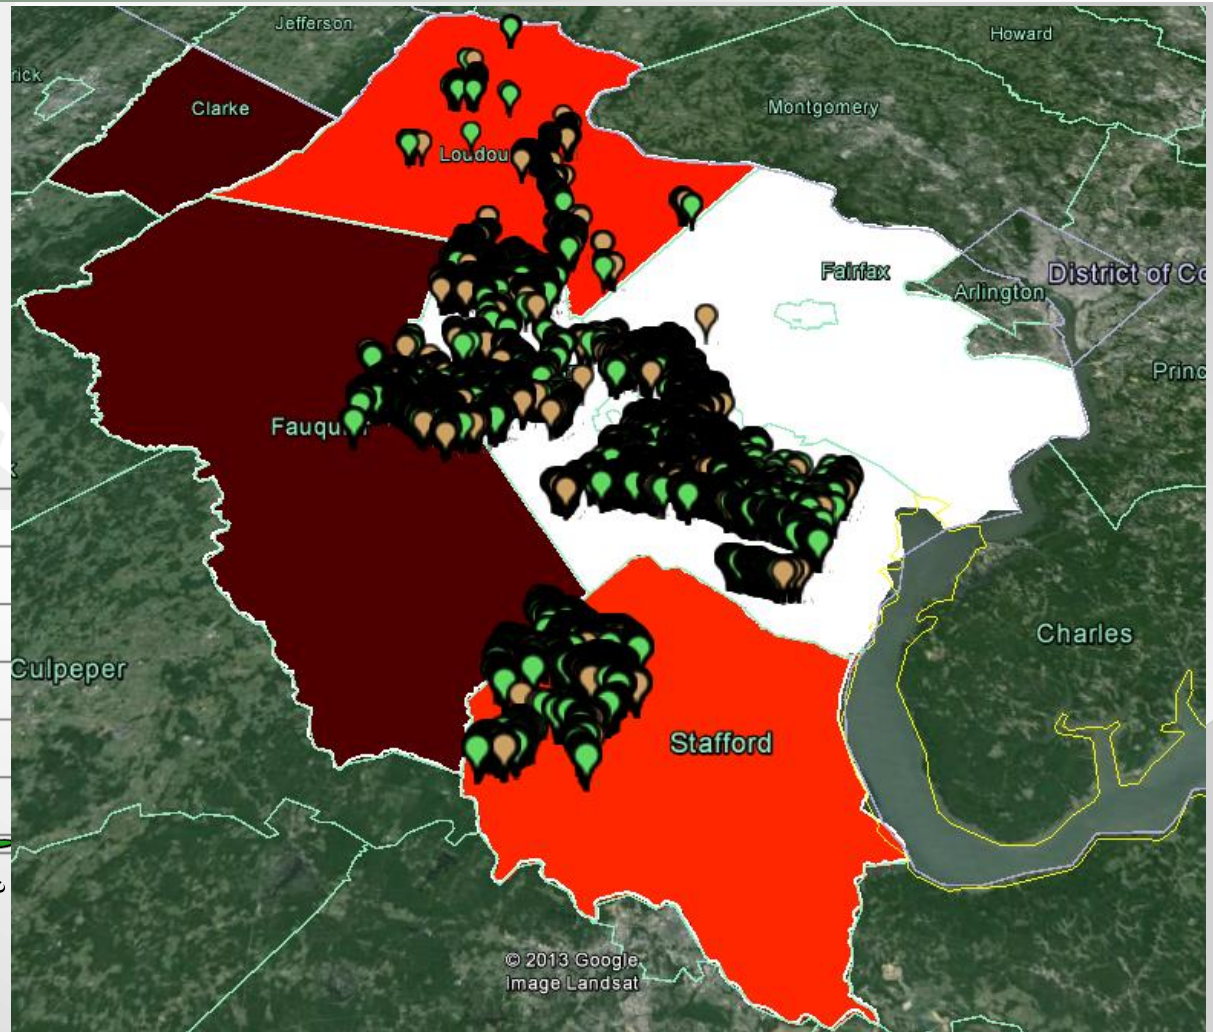 Jefferson
Howard
rick
Clarke
Montgomery
Loudou
Fairfax
District of Co
Arlington
Princ
Fauqu
Charles
Culpeper
Stafford
© 2013 Google
Image Landsat